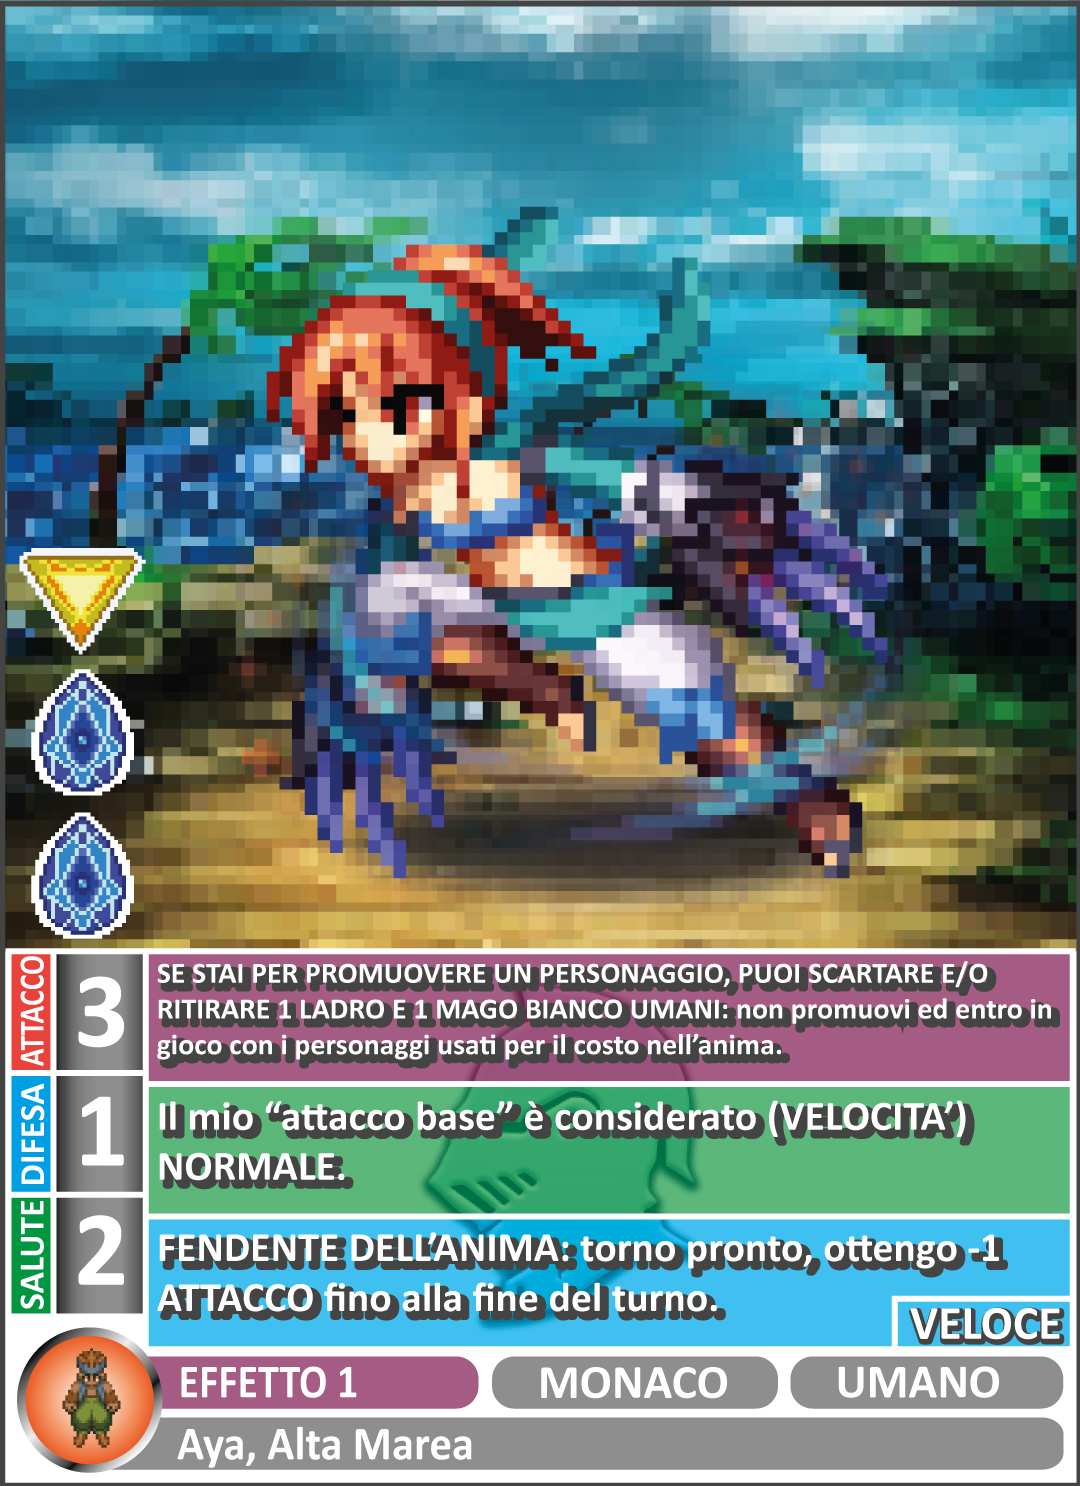 SE STAI PER PROMUOVERE UN PERSONAGGIO, PUOI SCARTARE E/O
RITIRARE 1 LADRO E 1 MAGO BIANCO UMANI: non promuovi ed entro in
gioco con i personaggi usati per il costo nell'anima.
ATTACCO
3
Il mio “attacco base” è considerato (VELOCITA')
NORMALE.
DIFESA
1
FENDENTE DELL'ANIMA: torno pronto, ottengo -1
ATTACCO fino alla fine del turno.
SALUTE
2
VELOCE
EFFETTO 1
MONACO
UMANO
Aya, Alta Marea